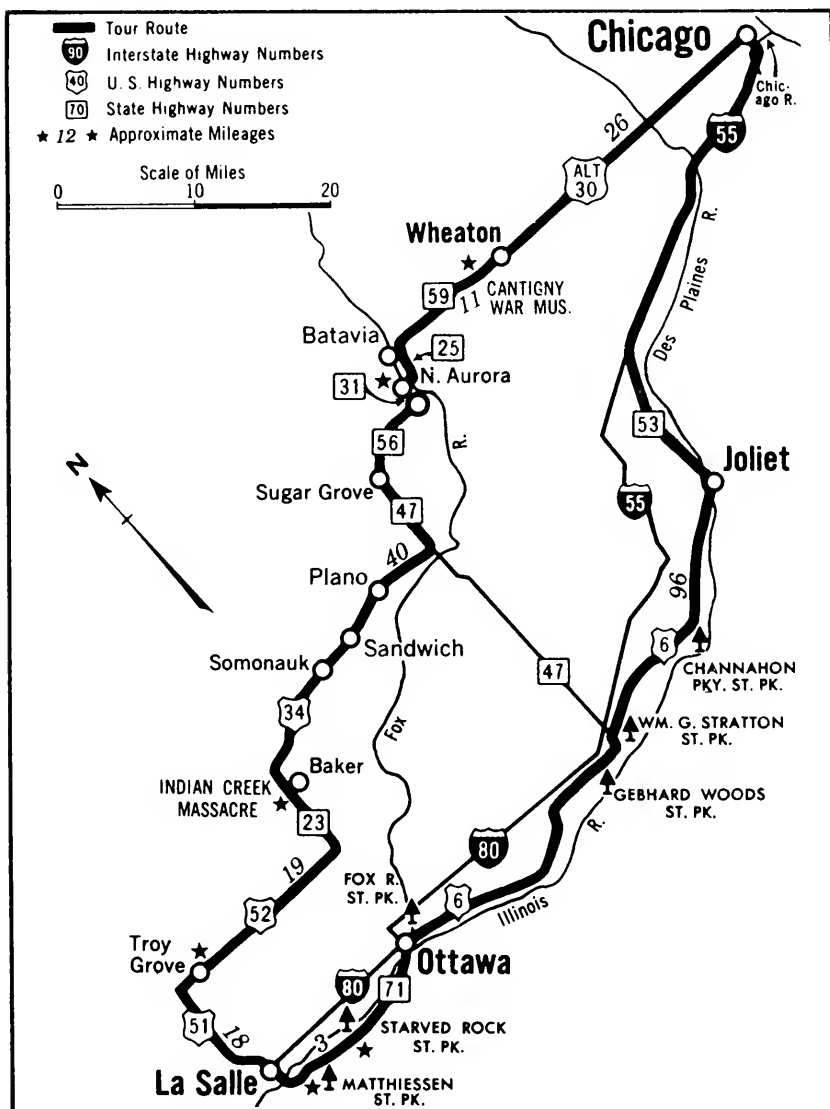 Tour Route
90 Interstate Highway Numbers
40 U. S. Highway Numbers
70 State Highway Numbers
★ 12 ★ Approximate Mileages
Scale of Miles
0 10 20
Chicago
Chic-
ago R.
26
55
ALT
30
Wheaton
59
11
CANTIGNY
WAR MUS.
Des Plaines R.
Batavia
25
N. Aurora
31
56
R.
53
Joliet
Sugar Grove
47
55
N
40
96
Plano
Sandwich
Somonauk
47
6
CHANNAHON
PKY. ST. PK.
34
Fox
WM. G. STRATTON
ST. PK.
Baker
INDIAN CREEK
MASSACRE
GEBHARD WOODS
ST. PK.
23
R.
80
19
FOX R.
ST. PK.
6
Illinois
52
Troy
Grove
Ottawa
80
71
51
18
3
STARVED ROCK
ST. PK.
La Salle
MATTHIESSEN
ST. PK.